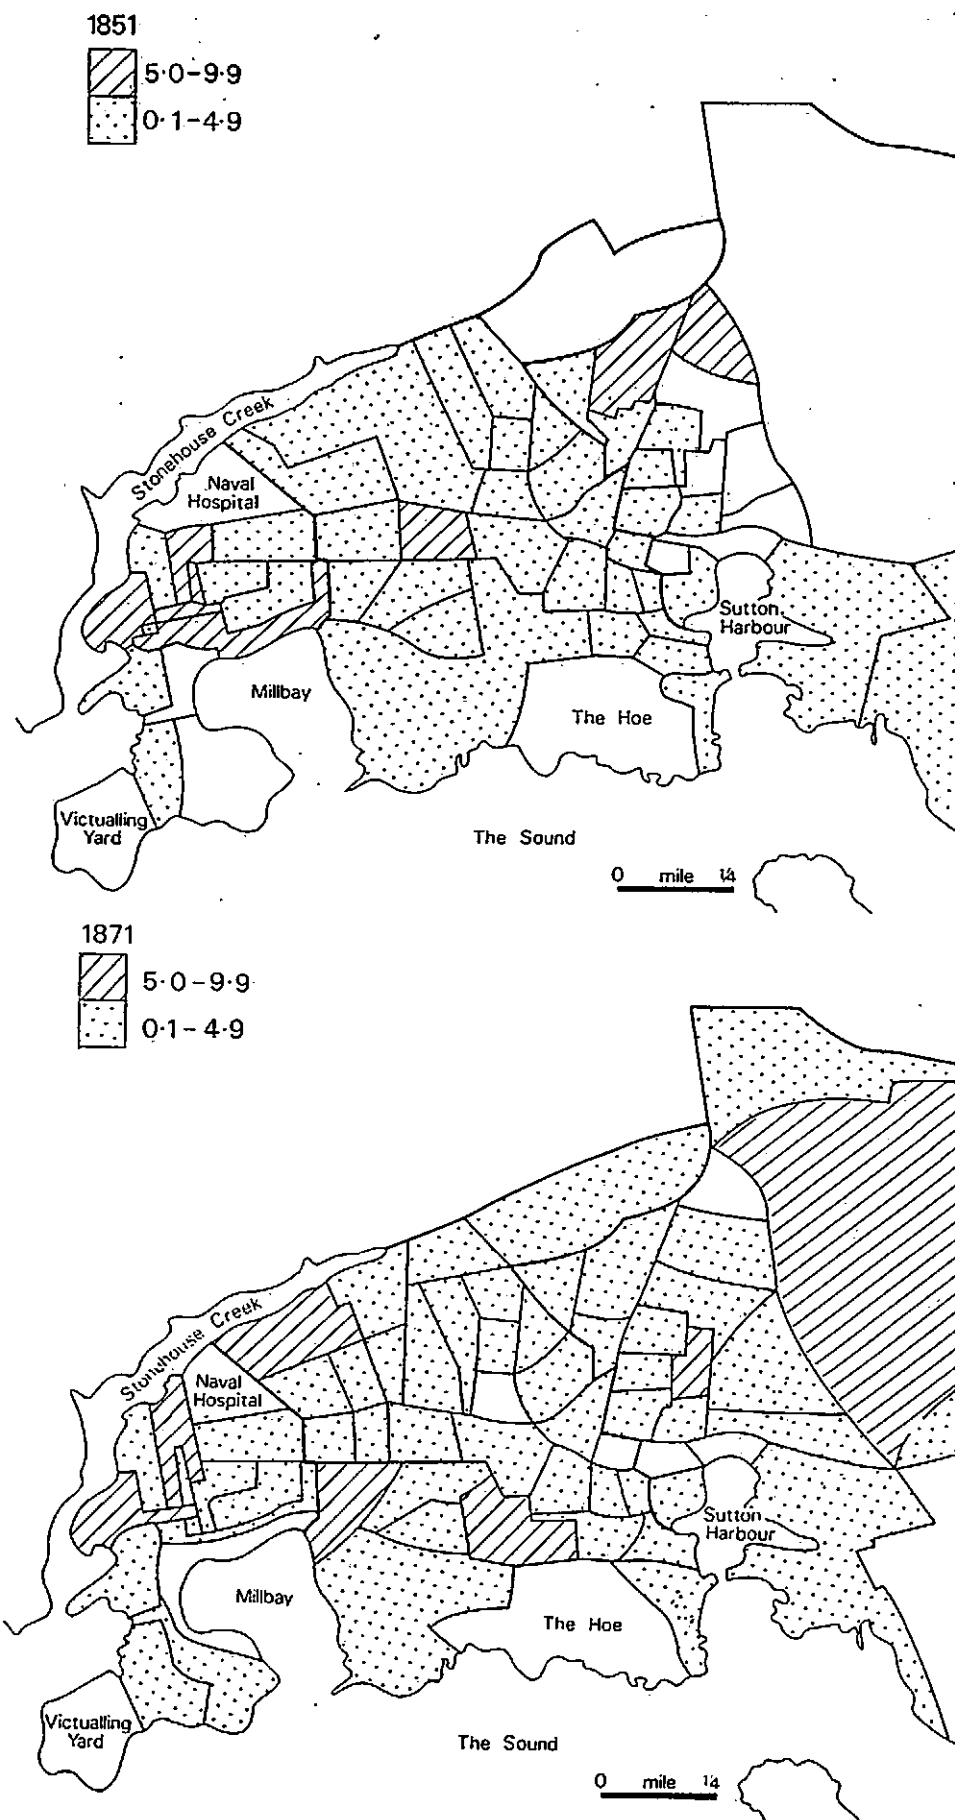 1851
5·0–9·9
0·1–4·9
Stonehouse Creek
Naval
Hospital
Sutton
Harbour
Millbay
The Hoe
Victualling
Yard
The Sound
0 mile 1/4
1871
5·0–9·9
0·1–4·9
Stonehouse Creek
Naval
Hospital
Sutton
Harbour
Millbay
The Hoe
Victualling
Yard
The Sound
0 mile 1/4